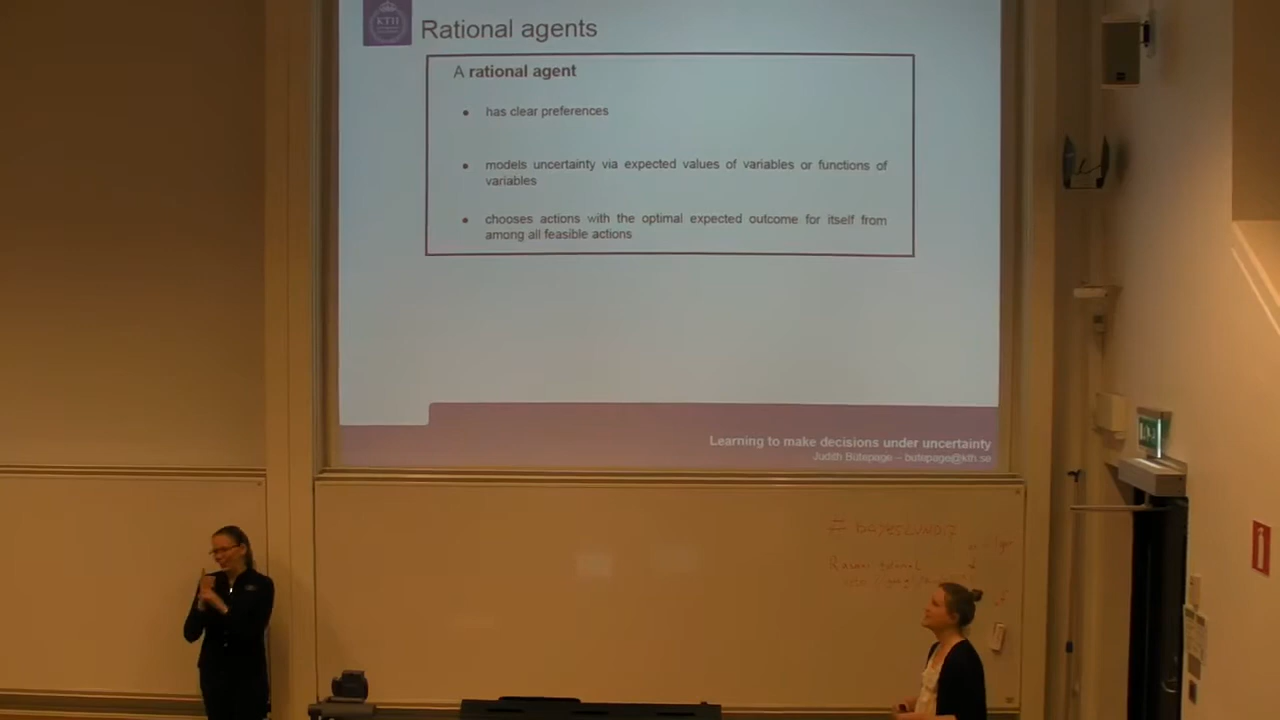 KTH
Rational agents
A rational agent
• has clear preferences
• models uncertainty via expected values of variables or functions of
variables
• chooses actions with the optimal expected outcome for itself from
among all feasible actions
Learning to make decisions under uncertainty
Judith Bütepage – butepage@kth.se